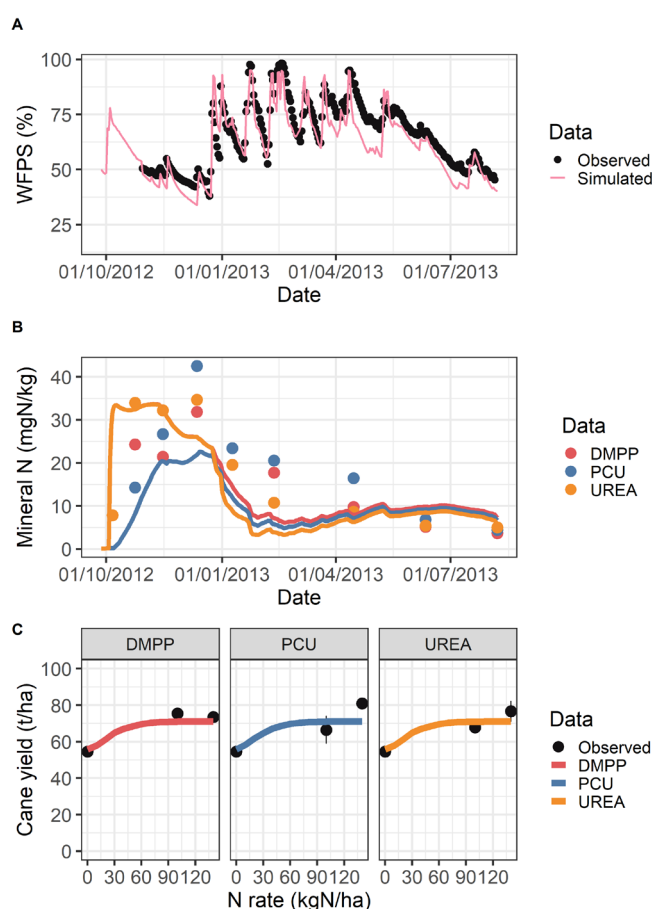 A
100
75
50
25
WFPS (%)
01/10/2012 01/01/2013 01/04/2013 01/07/2013
Date
Data
Observed
Simulated
B
40
30
20
10
0
Mineral N (mgN/kg)
01/10/2012 01/01/2013 01/04/2013 01/07/2013
Date
Data
DMPP
PCU
UREA
C
DMPP PCU UREA
100
80
60
40
20
0
Cane yield (t/ha)
0 30 60 90 120 0 30 60 90 120 0 30 60 90 120
N rate (kgN/ha)
Data
Observed
DMPP
PCU
UREA